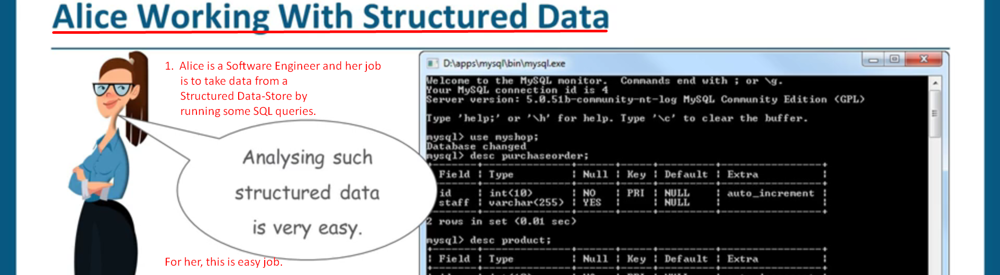 Alice Working With Structured Data
1. Alice is a Software Engineer and her job
is to take data from a
Structured Data-Store by
running some SQL queries.
Analysing such
structured data
is very easy.
For her, this is easy job.
D:\apps\mysql\bin\mysql.exe
Welcome to the MySQL monitor.  Commands end with ; or \g.
Your MySQL connection id is 4
Server version: 5.0.51b-community-nt-log MySQL Community Edition (GPL)
Type 'help;' or '\h' for help. Type '\c' to clear the buffer.
mysql> use myshop;
Database changed
mysql> desc purchaseorder;
Field | Type | Null | Key | Default | Extra |
id | int(10) | NO | PRI | NULL | auto_increment |
staff | varchar(255) | YES | | NULL | |
2 rows in set (0.01 sec)
mysql> desc product;
| Field | Type | Null | Key | Default | Extra |